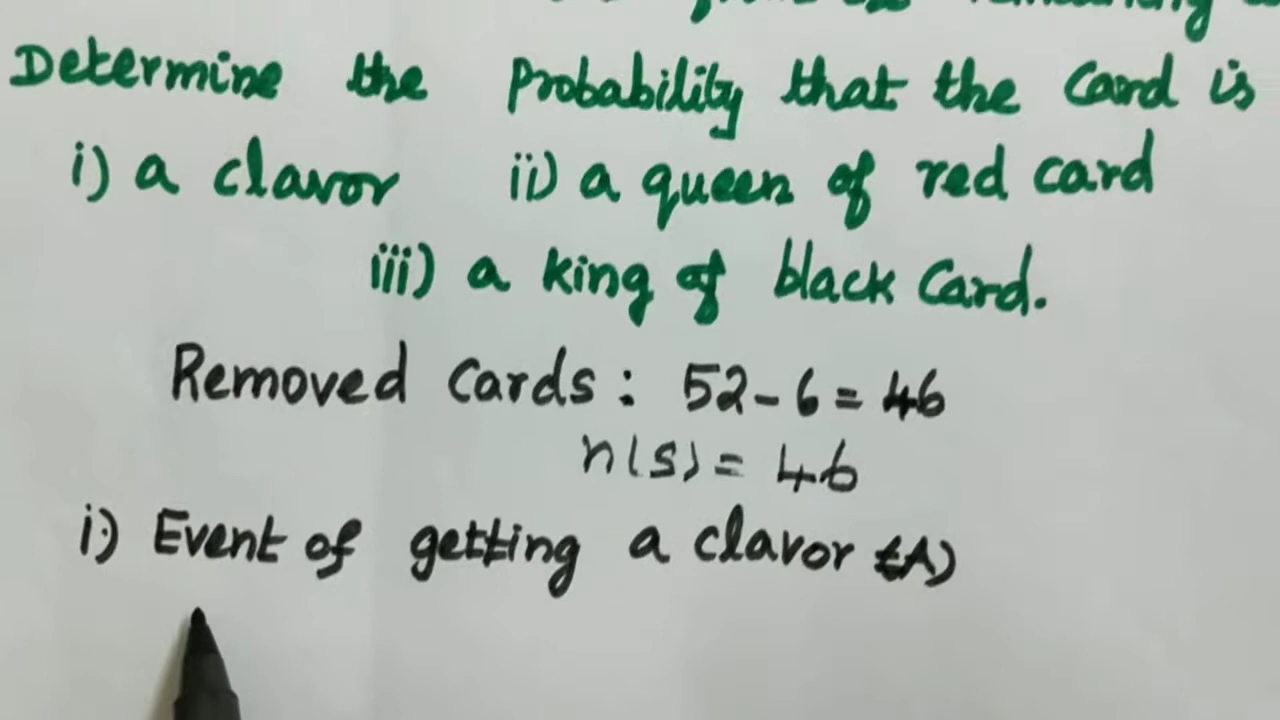 remaining
Determine the Probability that the card is
i) a clavor ii) a queen of red card
iii) a king of black Card.
Removed cards : 52 - 6 = 46
n(s) = 46
i) Event of getting a clavor (A)